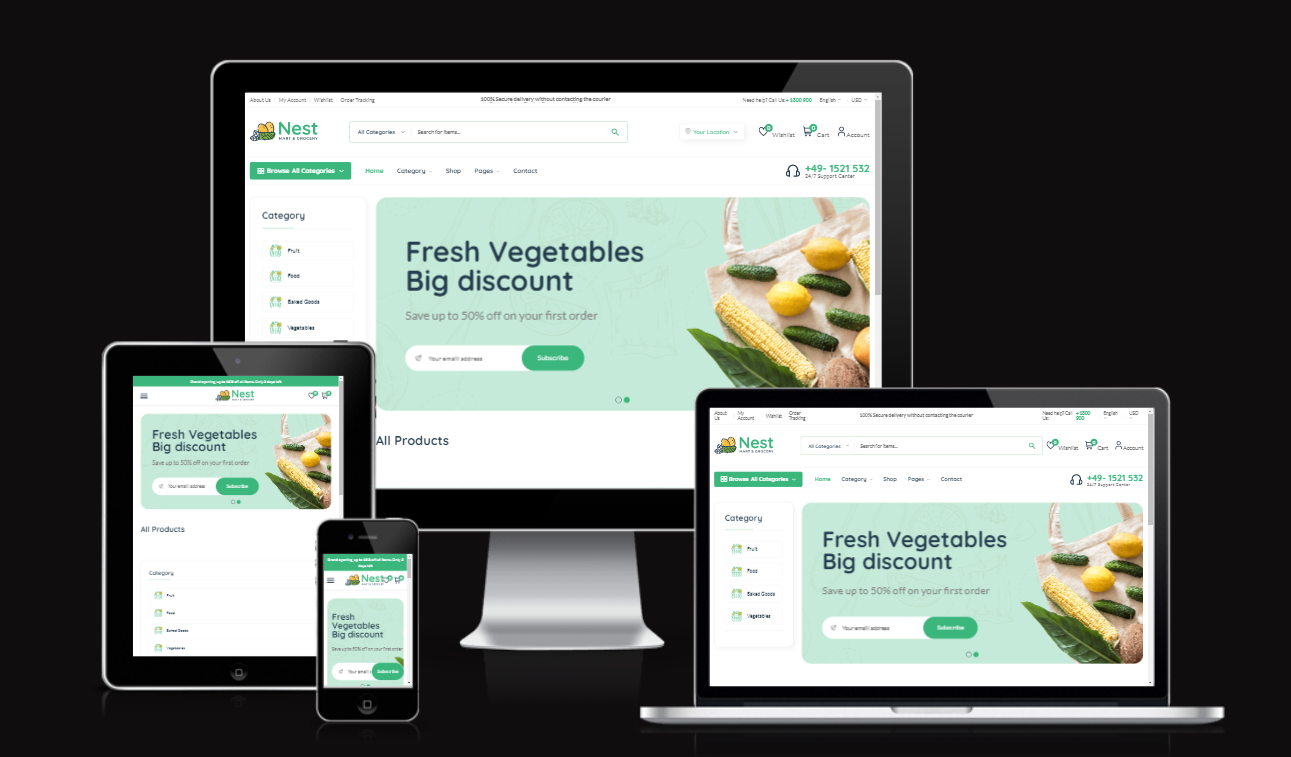 About Us
My Account
Wishlist
Order Tracking
100% Secure delivery without contacting the courier
Need help? Call Us: + 1800 900
English
USD
Nest
MART & GROCERY
All Categories
Search for items...
Your Location
0
Wishlist
0
Cart
Account
Browse All Categories
Home
Category
Shop
Pages
Contact
+49- 1521 532
24/7 Support Center
Category
Fruit
Food
Baked Goods
Vegetables
Fresh Vegetables
Big discount
Save up to 50% off on your first order
Your emaill address
Subscribe
All Products
Nest
Fresh Vegetables
Big discount
Save up to 50% off on your first order
Your emaill address
Subscribe
All Products
Category
Fruit
Food
Baked Goods
Vegetables
Nest
Fresh
Vegetables
Big discount
Save up to 50% off on your first order
Your emaill
Subscribe
About
Us
My
Account
Wishlist
Order
Tracking
100% Secure delivery without contacting the courier
Need help? Call
Us:
+ 1800
900
English
USD
Nest
MART & GROCERY
All Categories
Search for items...
0
Wishlist
0
Cart
Account
Browse All Categories
Home
Category
Shop
Pages
Contact
+49- 1521 532
24/7 Support Center
Category
Fruit
Food
Baked Goods
Vegetables
Fresh Vegetables
Big discount
Save up to 50% off on your first order
Your emaill address
Subscribe